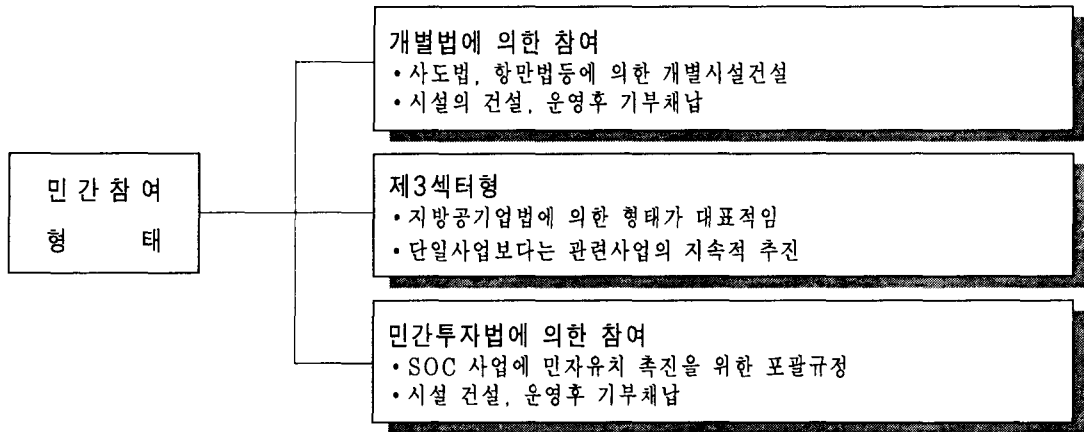 민 간 참 여
형 태
개별법에 의한 참여
• 사도법, 항만법등에 의한 개별시설건설
• 시설의 건설, 운영후 기부채납
제3섹터형
• 지방공기업법에 의한 형태가 대표적임
• 단일사업보다는 관련사업의 지속적 추진
민간투자법에 의한 참여
• SOC 사업에 민자유치 촉진을 위한 포괄규정
• 시설 건설, 운영후 기부채납